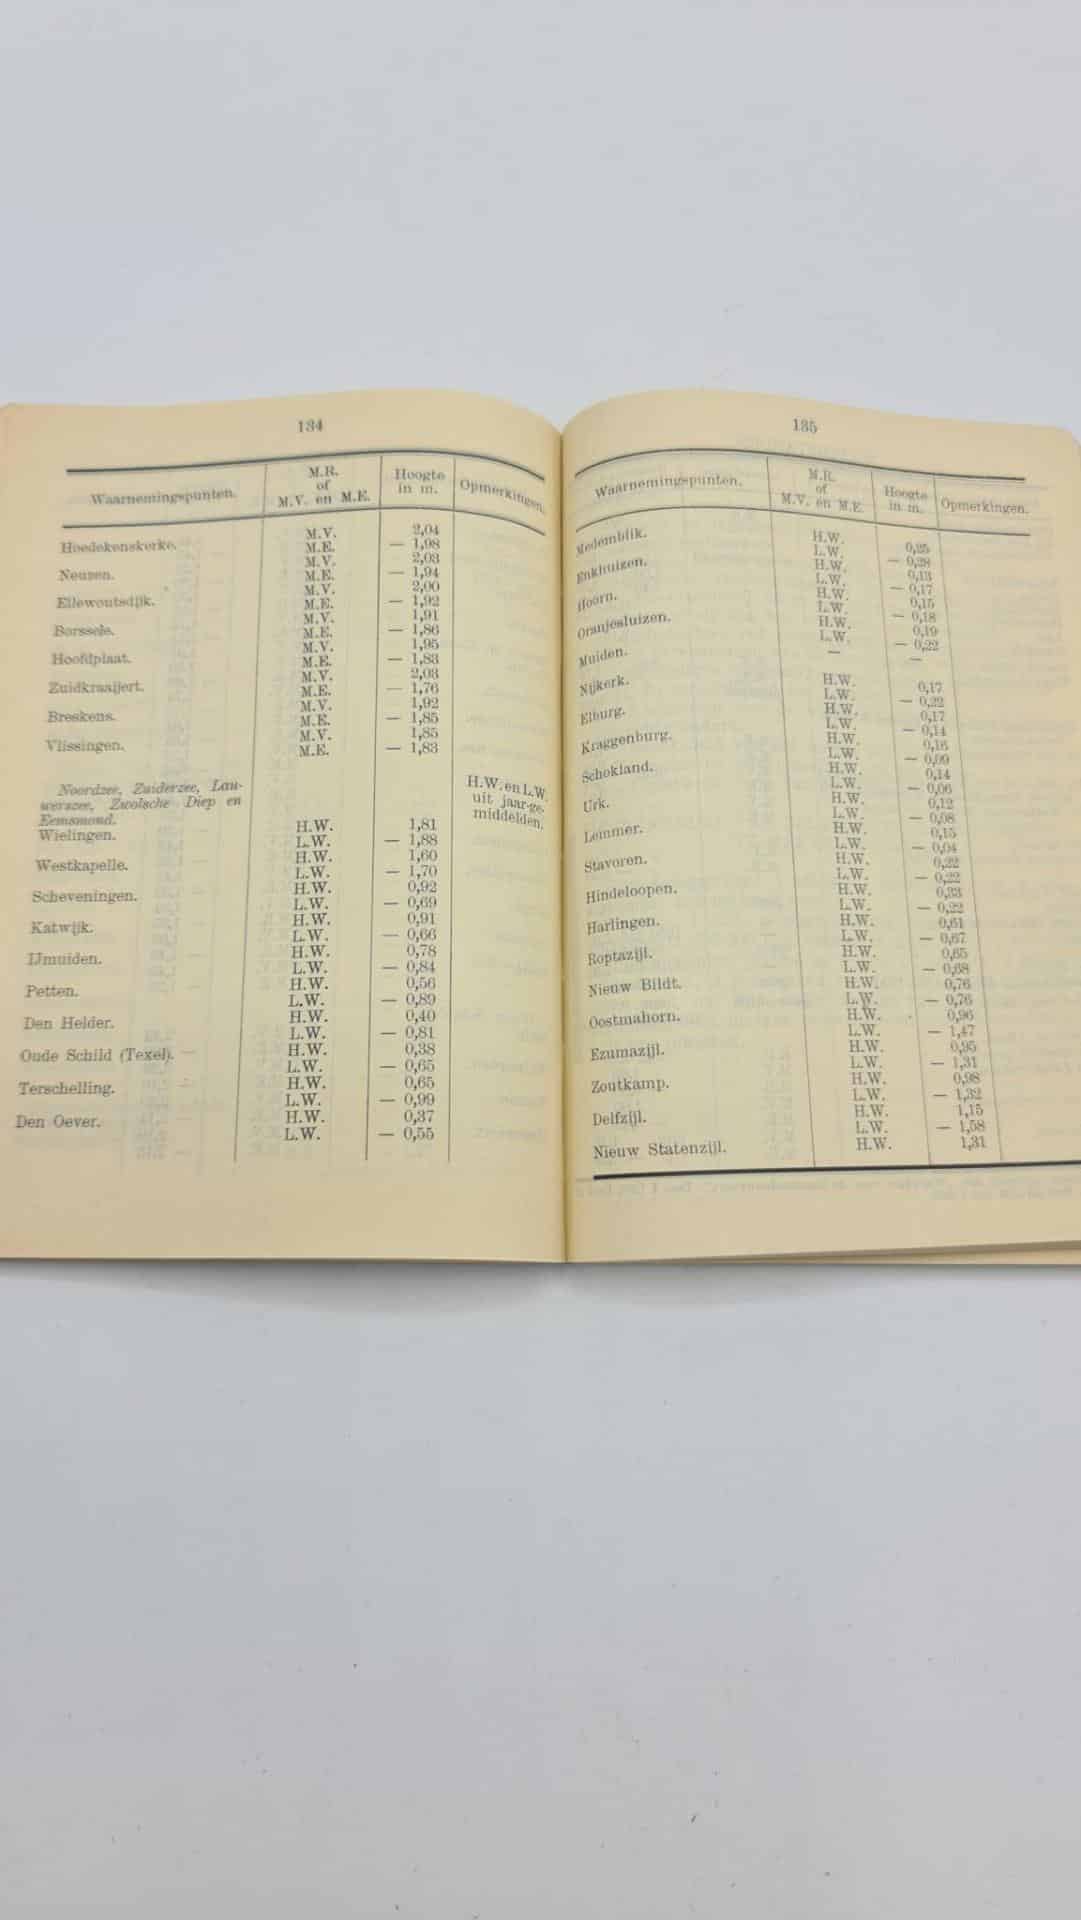 134
Waarnemingspunten. M.R. of M.V. en M.E. Hoogte in m. Opmerkingen.
Hoedekenskerke. M.V. 2,04
M.E. — 1,98
Neuzen. M.V. 2,03
M.E. — 1,94
Ellewoutsdijk. M.V. 2,00
M.E. — 1,92
Borssele. M.V. 1,91
M.E. — 1,86
Hoofdplaat. M.V. 1,95
M.E. — 1,83
Zuidkraaijert. M.V. 2,03
M.E. — 1,76
Breskens. M.V. 1,92
M.E. — 1,85
Vlissingen. M.V. 1,85
M.E. — 1,83
Noordzee, Zuiderzee, Lau-
werszee, Zwolsche Diep en
Eemsmond.
H.W. en L.W.
uit jaarge-
middelden.
Wielingen. H.W. 1,81
L.W. — 1,88
Westkapelle. H.W. 1,60
L.W. — 1,70
Scheveningen. H.W. 0,92
L.W. — 0,69
Katwijk. H.W. 0,91
L.W. — 0,66
IJmuiden. H.W. 0,78
L.W. — 0,84
Petten. H.W. 0,56
L.W. — 0,89
Den Helder. H.W. 0,40
L.W. — 0,81
Oude Schild (Texel). H.W. 0,38
L.W. — 0,65
Terschelling. H.W. 0,65
L.W. — 0,99
Den Oever. H.W. 0,37
L.W. — 0,55
135
Waarnemingspunten. M.R. of M.V. en M.E. Hoogte in m. Opmerkingen.
Medemblik. H.W. 0,25
L.W. — 0,28
Enkhuizen. H.W. 0,13
L.W. — 0,17
Hoorn. H.W. 0,15
L.W. — 0,18
Oranjesluizen. H.W. 0,19
L.W. — 0,22
Muiden. — —
Nijkerk. H.W. 0,17
L.W. — 0,22
Elburg. H.W. 0,17
L.W. — 0,14
Kraggenburg. H.W. 0,16
L.W. — 0,09
Schokland. H.W. 0,14
L.W. — 0,06
Urk. H.W. 0,12
L.W. — 0,08
Lemmer. H.W. 0,15
L.W. — 0,04
Stavoren. H.W. 0,22
L.W. — 0,22
Hindeloopen. H.W. 0,33
L.W. — 0,22
Harlingen. H.W. 0,61
L.W. — 0,67
Roptazijl. H.W. 0,65
L.W. — 0,68
Nieuw Bildt. H.W. 0,76
L.W. — 0,76
Oostmahorn. H.W. 0,96
L.W. — 1,47
Ezumazijl. H.W. 0,95
L.W. — 1,31
Zoutkamp. H.W. 0,98
L.W. — 1,32
Delfzijl. H.W. 1,15
L.W. — 1,58
Nieuw Statenzijl. H.W. 1,31